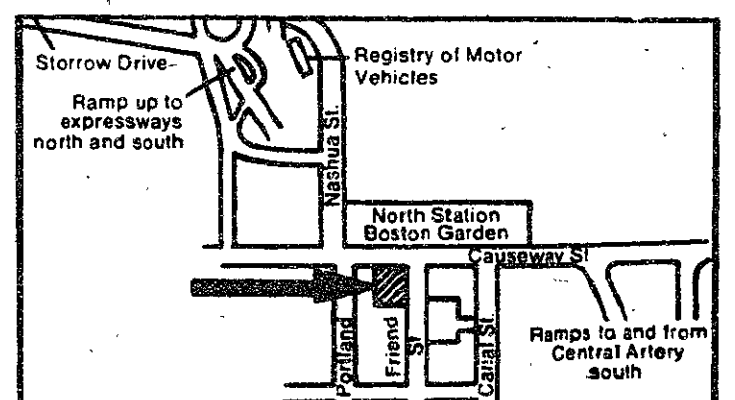 Storrow Drive
Registry of Motor
Vehicles
Ramp up to
expressways
north and south
Nashua St.
North Station
Boston Garden
Causeway St
Portland
Friend
St
Canal St.
Ramps to and from
Central Artery
south